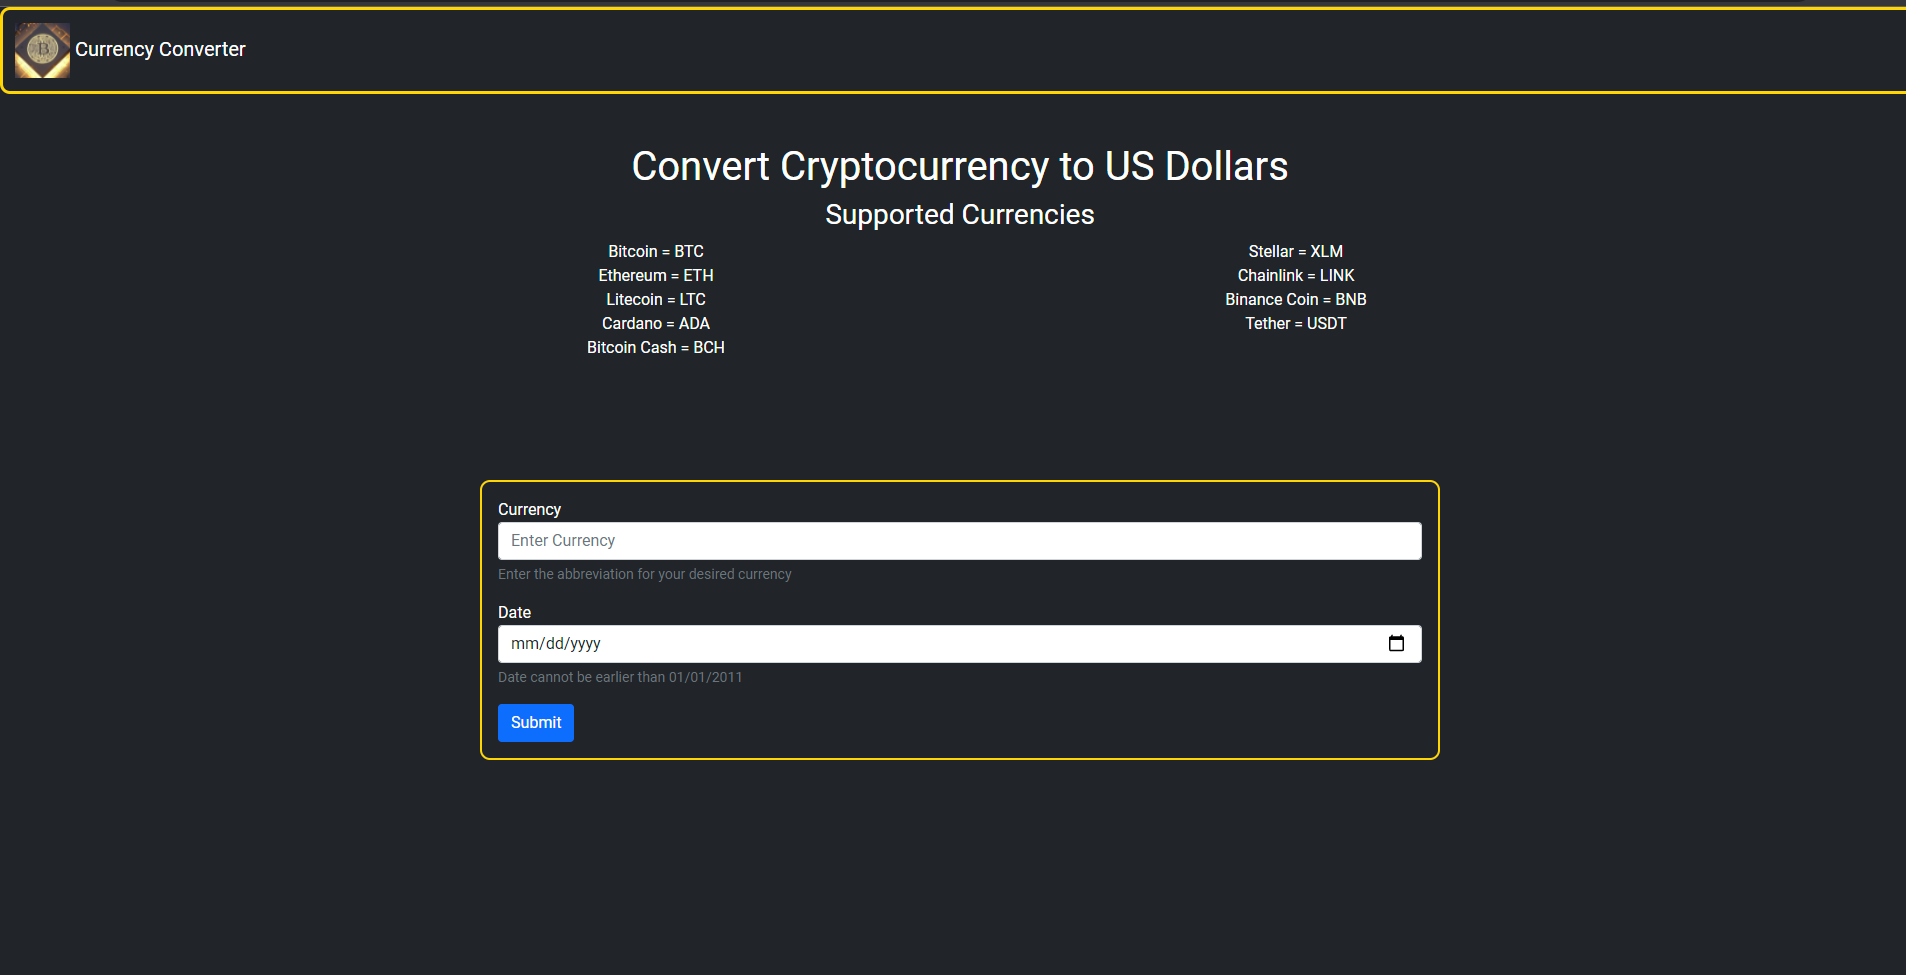 Currency Converter
Convert Cryptocurrency to US Dollars
Supported Currencies
Bitcoin = BTC
Ethereum = ETH
Litecoin = LTC
Cardano = ADA
Bitcoin Cash = BCH
Stellar = XLM
Chainlink = LINK
Binance Coin = BNB
Tether = USDT
Currency
Enter Currency
Enter the abbreviation for your desired currency
Date
mm/dd/yyyy
Date cannot be earlier than 01/01/2011
Submit